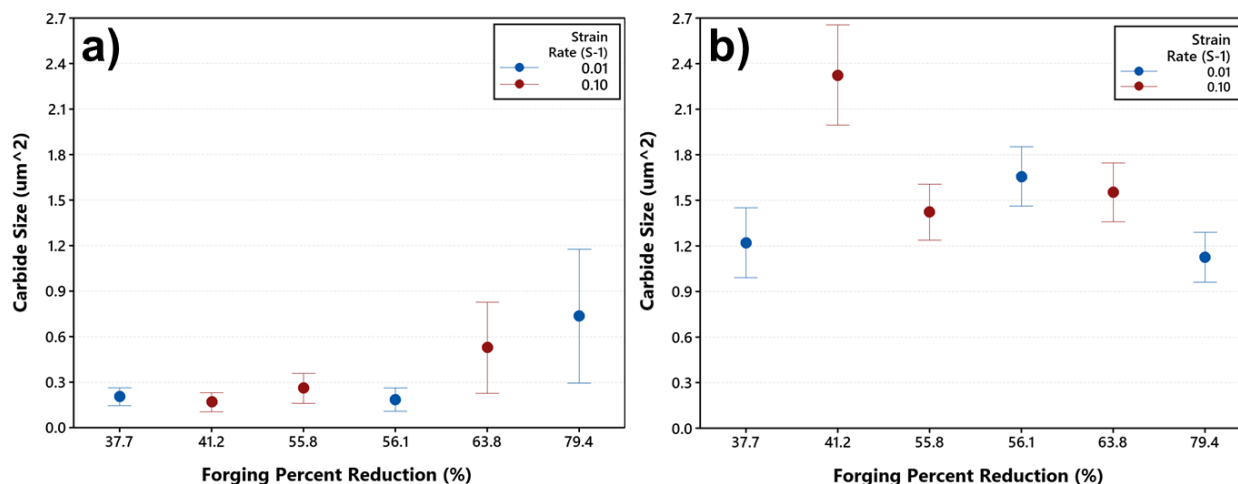 a)
Strain
Rate (S-1)
0.01
0.10
2.7
2.4
2.1
1.8
1.5
1.2
0.9
0.6
0.3
0.0
Carbide Size (um^2)
37.7 41.2 55.8 56.1 63.8 79.4
Forging Percent Reduction (%)
b)
Strain
Rate (S-1)
0.01
0.10
2.7
2.4
2.1
1.8
1.5
1.2
0.9
0.6
0.3
0.0
Carbide Size (um^2)
37.7 41.2 55.8 56.1 63.8 79.4
Forging Percent Reduction (%)